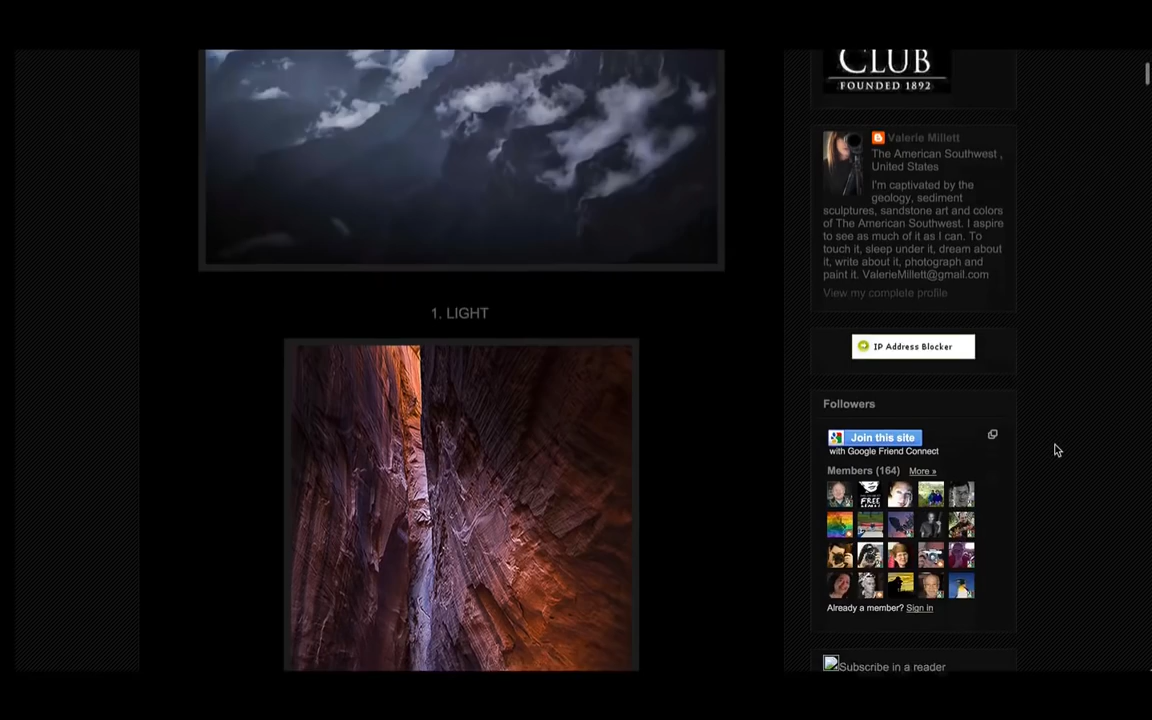 CLUB
FOUNDED 1892
Valerie Millett
The American Southwest ,
United States
I'm captivated by the
geology, sediment
sculptures, sandstone art and colors
of The American Southwest. I aspire
to see as much of it as I can. To
touch it, sleep under it, dream about
it, write about it, photograph and
paint it. ValerieMillett@gmail.com
View my complete profile
1. LIGHT
IP Address Blocker
Followers
Join this site
with Google Friend Connect
Members (164) More »
Already a member? Sign in
Subscribe in a reader